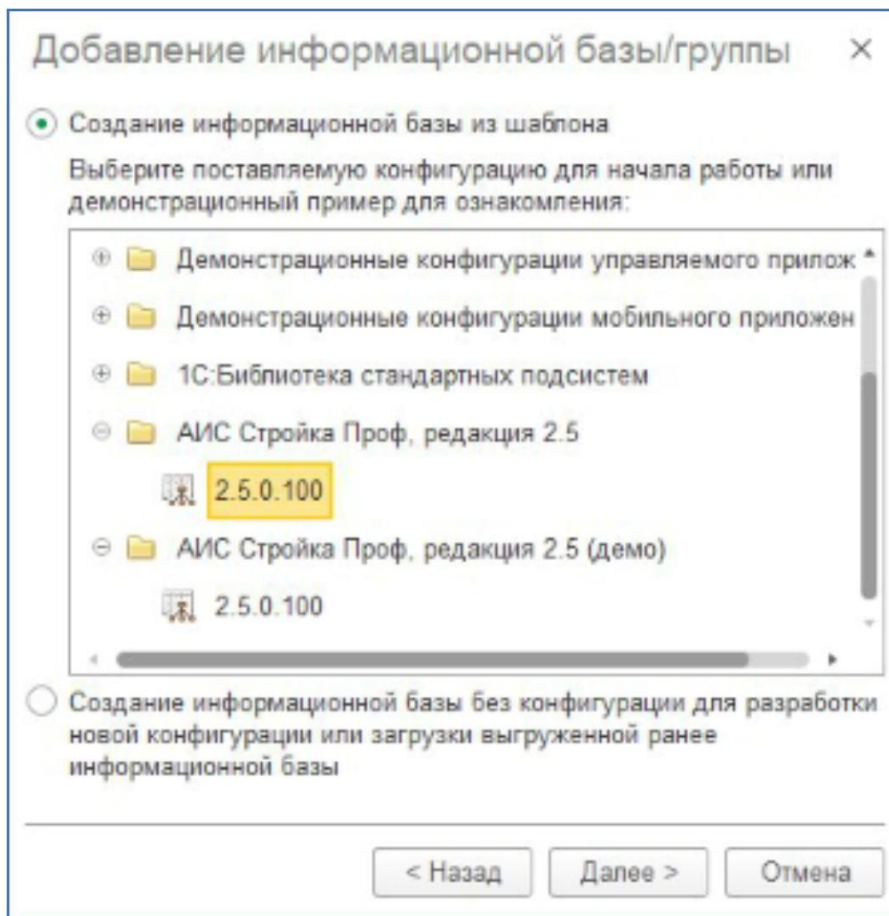 Добавление информационной базы/группы
Создание информационной базы из шаблона
Выберите поставляемую конфигурацию для начала работы или
демонстрационный пример для ознакомления:
Демонстрационные конфигурации управляемого прилож
Демонстрационные конфигурации мобильного приложен
1С:Библиотека стандартных подсистем
АИС Стройка Проф, редакция 2.5
2.5.0.100
АИС Стройка Проф, редакция 2.5 (демо)
2.5.0.100
Создание информационной базы без конфигурации для разработки
новой конфигурации или загрузки выгруженной ранее
информационной базы
< Назад Далее > Отмена